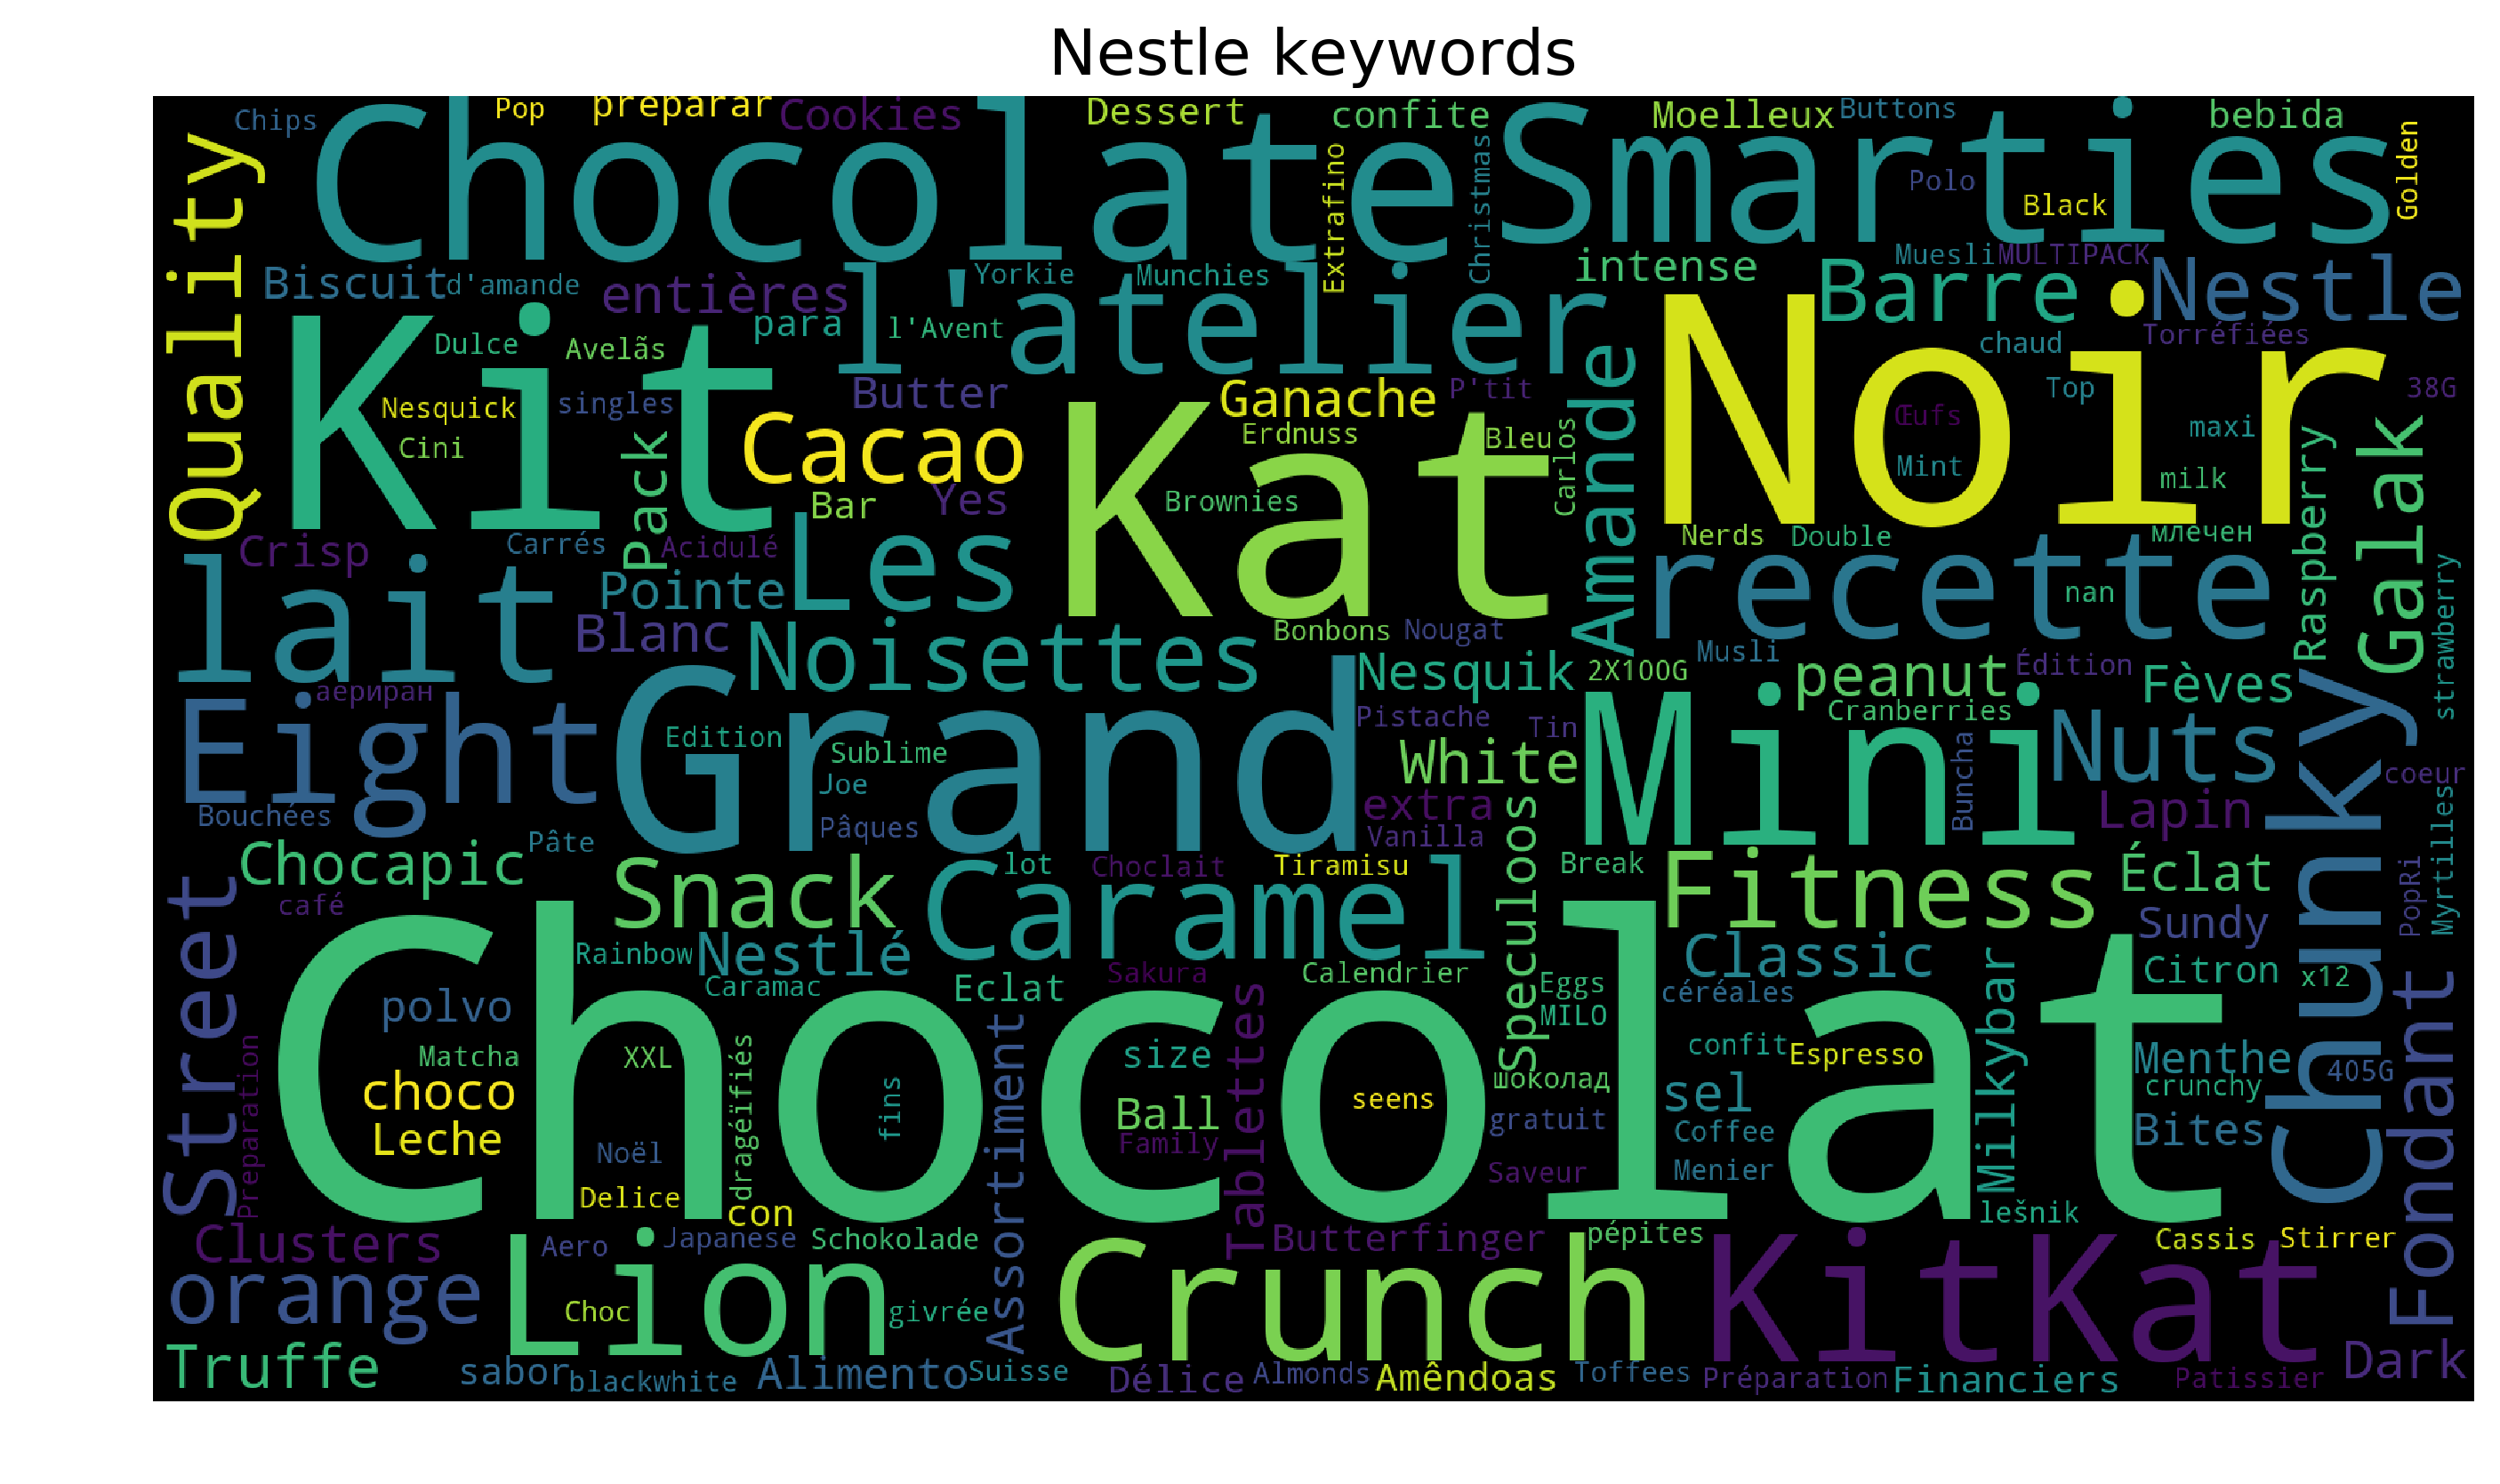 Nestle keywords
Chips
Pop
préparar
Cookies
Dessert
confite
Moelleux
Buttons
bebida
Quality
Chocolate
Smarties
Extrafino
Christmas
Polo
Black
Golden
Biscuit
d'amande
entières
l'atelier
Yorkie
Munchies
intense
Muesli
MULTIPACK
Barre
Nestle
Kit
para
l'Avent
Noir
chaud
Torréfiées
Dulce
Avelãs
Amande
Nesquick
singles
Butter
Ganache
P'tit
Top
38G
Cini
Pack
Cacao
Kat
Erdnuss
Bleu
Carlos
Œufs
maxi
Raspberry
Galak
Bar
Yes
Brownies
Mint
milk
Crisp
Carrés
Acidulé
Les
Nerds
Double
млечен
lait
Pointe
recette
nan
strawberry
Blanc
Noisettes
Bonbons
Nougat
Musli
Édition
аериран
Nesquik
2X100G
peanut
Fèves
Chunky
Eight
Grand
Edition
Sublime
Pistache
Tin
Mini
Cranberries
Nuts
Joe
White
Buncha
coeur
Bouchées
Pâques
extra
Speculoos
Lapin
Myrtillesur
Pâte
Vanilla
Chocapic
Snack
Caramel
lot
Choclait
Tiramisu
Break
Fitness
Éclat
PopRi
Street
café
Sundy
Rainbow
Nestlé
Classic
Caramac
Eclat
Sakura
Calendrier
Eggs
céréales
Milkybar
Citron
x12
Fondant
Chocolat
polvo
Assortiment
Tablettes
MILO
Preparation
Matcha
XXL
dragéïfiés
size
confit
Espresso
Menthe
choco
fins
seens
шоколад
sel
crunchy
405G
Leche
Ball
gratuit
Bites
Noël
Family
Coffee
Delice
Saveur
Menier
con
lešnik
Clusters
Aero
Japanese
Schokolade
Butterfinger
pépites
Cassis
Stirrer
orange
Lion
Crunch
KitKat
Choc
givrée
Truffe
sabor
blackwhite
Alimento
Suisse
Délice
Almonds
Amêndoas
Toffees
Préparation
Financiers
Patissier
Dark